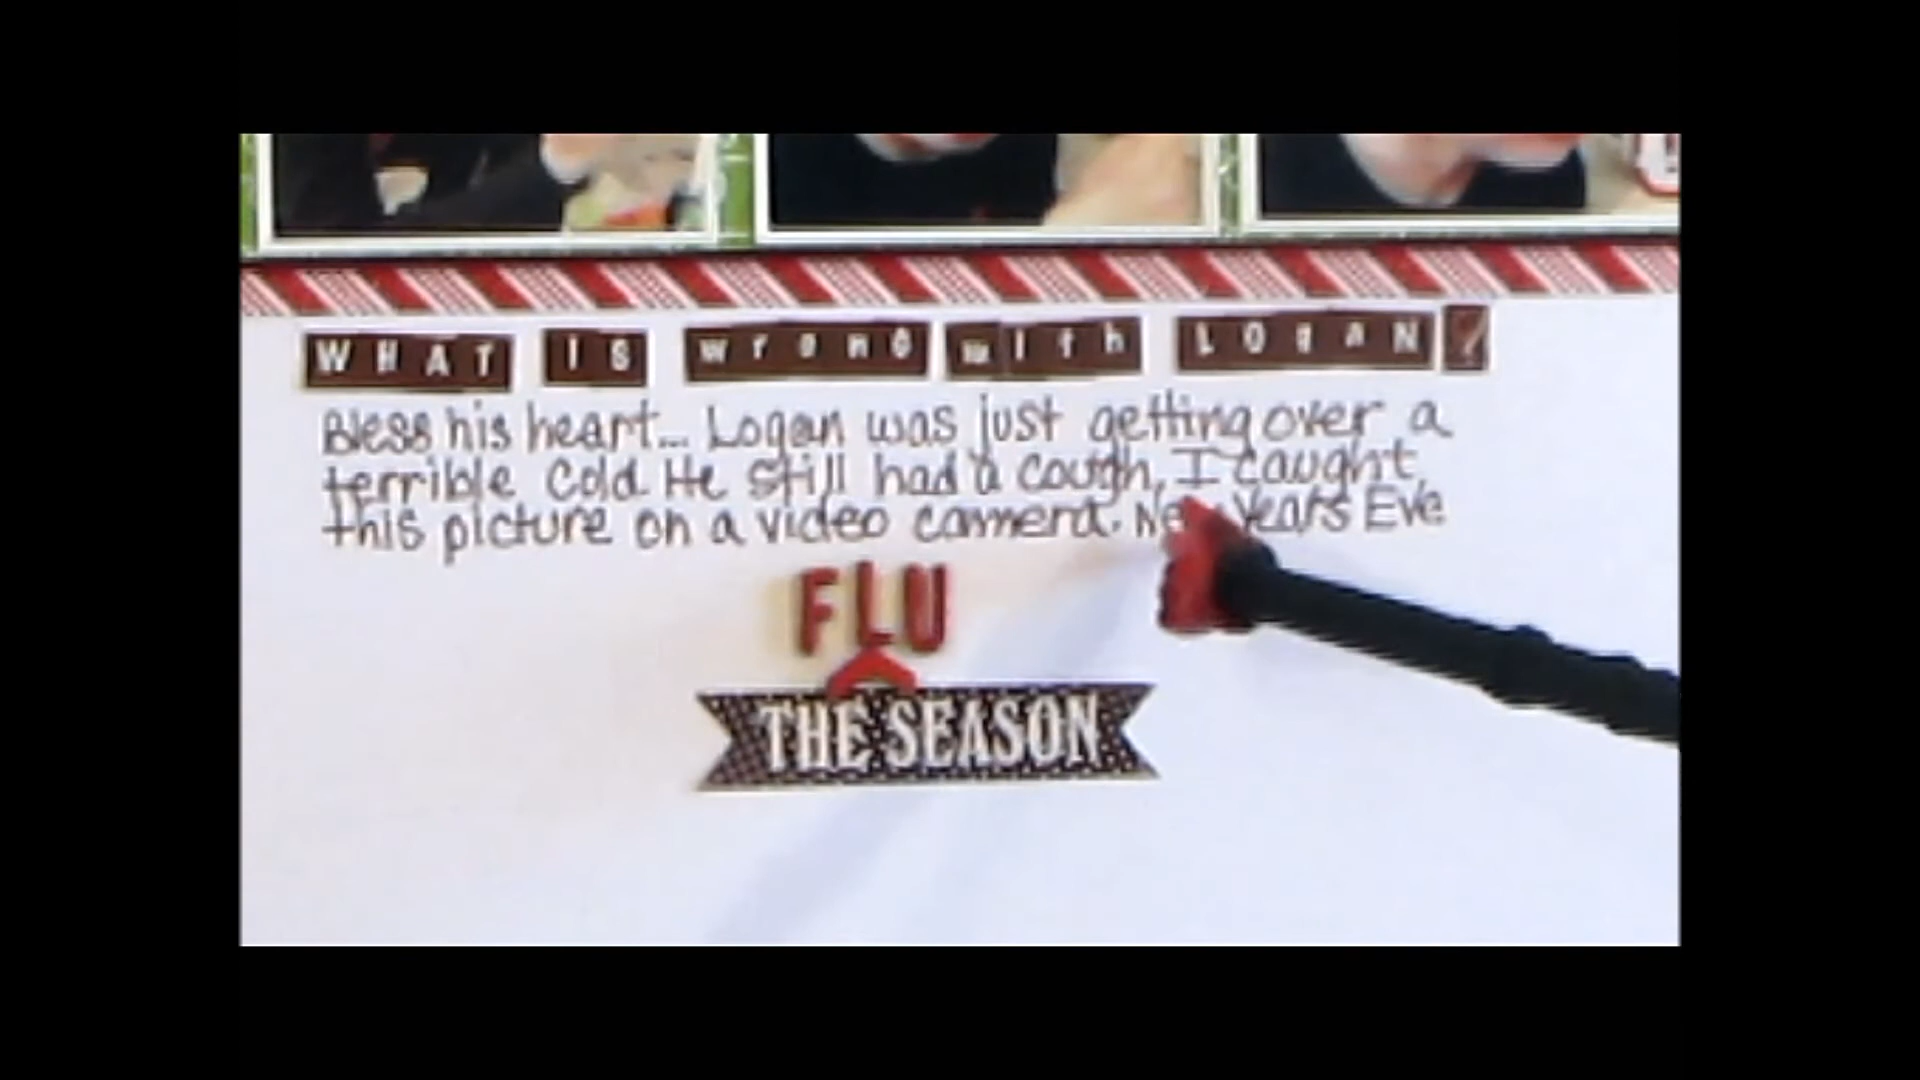 WHAT IS wrong with LOgaN?
Bless his heart... Logan was just getting over a
terrible cold. He still had a cough, I caught
this picture on a video camera. Years Eve
FLU
THE SEASON